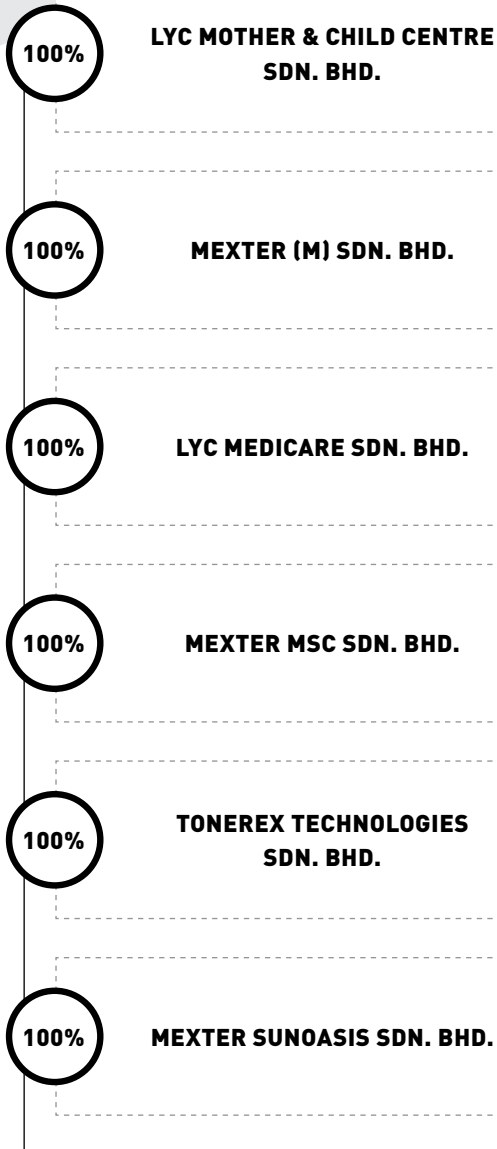 100%
LYC MOTHER & CHILD CENTRE
SDN. BHD.
100%
MEXTER (M) SDN. BHD.
100%
LYC MEDICARE SDN. BHD.
100%
MEXTER MSC SDN. BHD.
100%
TONEREX TECHNOLOGIES
SDN. BHD.
100%
MEXTER SUNOASIS SDN. BHD.